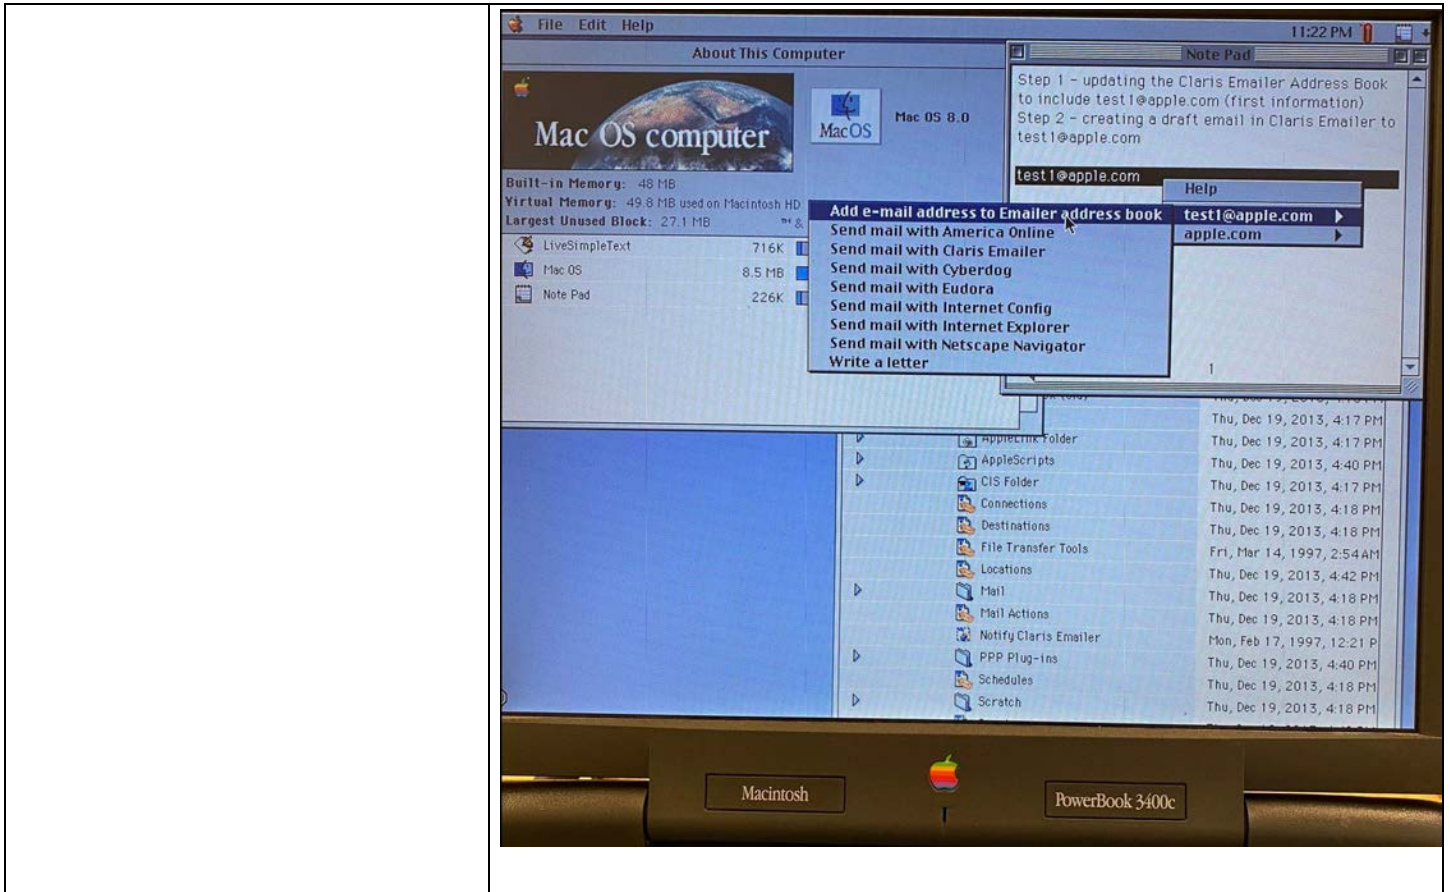 File Edit Help
11:22 PM
About This Computer
Mac OS computer
MacOS
Mac OS 8.0
Built-in Memory: 48 MB
Virtual Memory: 49.8 MB used on Macintosh HD
Largest Unused Block: 27.1 MB
LiveSimpleText 716K
Mac OS 8.5 MB
Note Pad 226K
Note Pad
Step 1 - updating the Claris Emailer Address Book
to include test1@apple.com (first information)
Step 2 - creating a draft email in Claris Emailer to
test1@apple.com
test1@apple.com
Help
test1@apple.com
apple.com
Add e-mail address to Emailer address book
Send mail with America Online
Send mail with Claris Emailer
Send mail with Cyberdog
Send mail with Eudora
Send mail with Internet Config
Send mail with Internet Explorer
Send mail with Netscape Navigator
Write a letter
1
Thu, Dec 19, 2013, 4:17 PM
AppleLink Folder Thu, Dec 19, 2013, 4:17 PM
AppleScripts Thu, Dec 19, 2013, 4:40 PM
CIS Folder Thu, Dec 19, 2013, 4:17 PM
Connections Thu, Dec 19, 2013, 4:18 PM
Destinations Thu, Dec 19, 2013, 4:18 PM
File Transfer Tools Fri, Mar 14, 1997, 2:54 AM
Locations Thu, Dec 19, 2013, 4:42 PM
Mail Thu, Dec 19, 2013, 4:18 PM
Mail Actions Thu, Dec 19, 2013, 4:18 PM
Notify Claris Emailer Mon, Feb 17, 1997, 12:21 P
PPP Plug-ins Thu, Dec 19, 2013, 4:40 PM
Schedules Thu, Dec 19, 2013, 4:18 PM
Scratch Thu, Dec 19, 2013, 4:18 PM
Macintosh
PowerBook 3400c